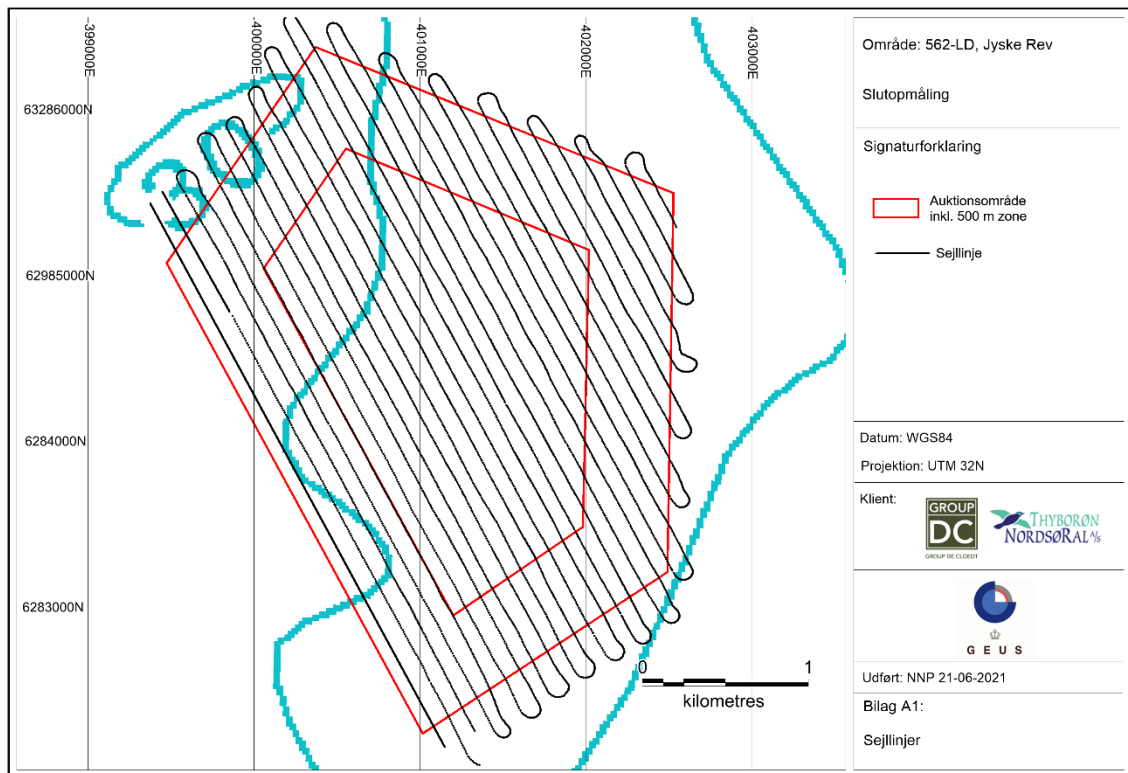 399000E
400000E
401000E
402000E
403000E
63286000N
62985000N
6284000N
6283000N
30
0
1
kilometres
Område: 562-LD, Jyske Rev
Slutopmåling
Signaturforklaring
Auktionsområde
inkl. 500 m zone
Sejllinje
Datum: WGS84
Projektion: UTM 32N
Klient:
GROUP
DC
GROUP DE CLOEDT
THYBORØN
NORDSØRAL A/S
GEUS
Udført: NNP 21-06-2021
Bilag A1:
Sejllinjer